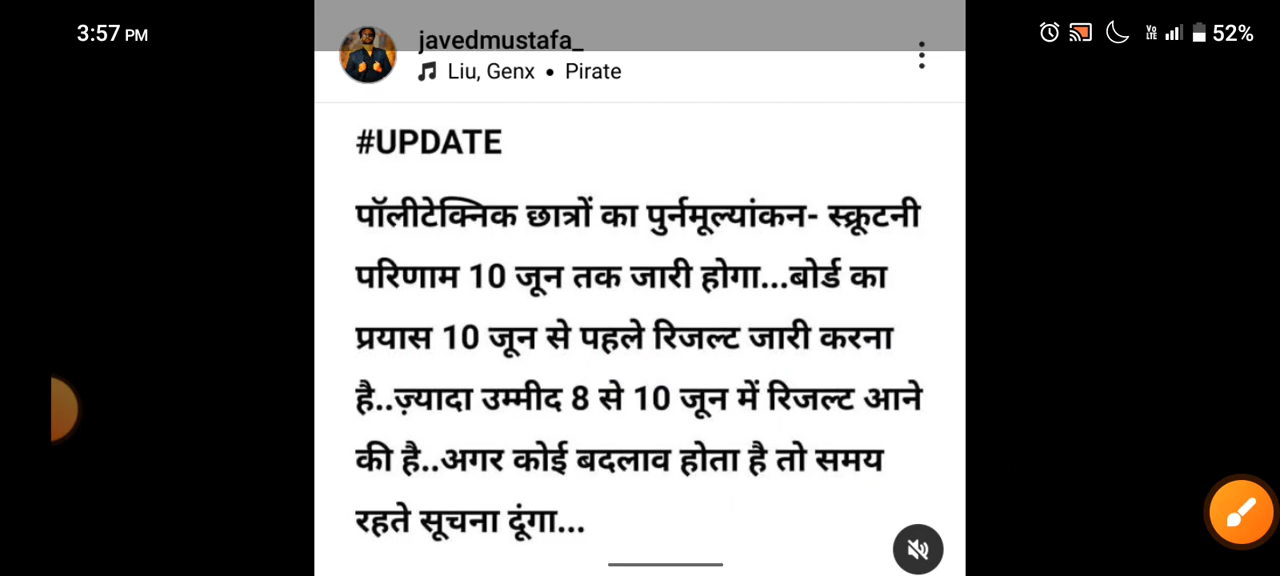 3:57 PM
VoLTE 52%
javedmustafa_
Liu, Genx • Pirate
#UPDATE
पॉलीटेक्निक छात्रों का पुर्नमूल्यांकन- स्क्रूटनी
परिणाम 10 जून तक जारी होगा...बोर्ड का
प्रयास 10 जून से पहले रिजल्ट जारी करना
है..ज़्यादा उम्मीद 8 से 10 जून में रिजल्ट आने
की है..अगर कोई बदलाव होता है तो समय
रहते सूचना दूंगा...